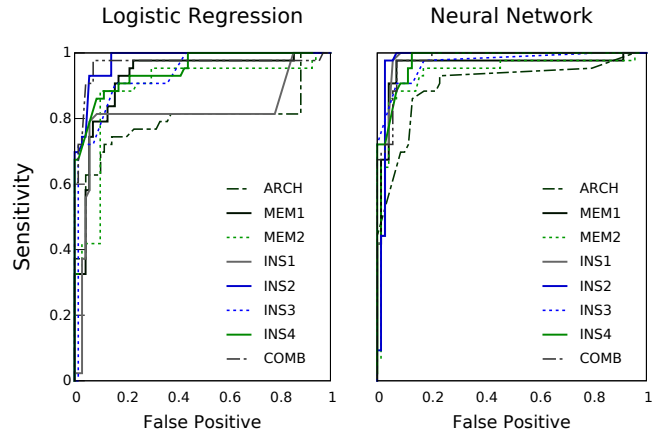 Logistic Regression
Neural Network
Sensitivity
1
0.8
0.6
0.4
0.2
0
ARCH
MEM1
MEM2
INS1
INS2
INS3
INS4
COMB
0 0.2 0.4 0.6 0.8 1
False Positive
ARCH
MEM1
MEM2
INS1
INS2
INS3
INS4
COMB
0 0.2 0.4 0.6 0.8 1
False Positive